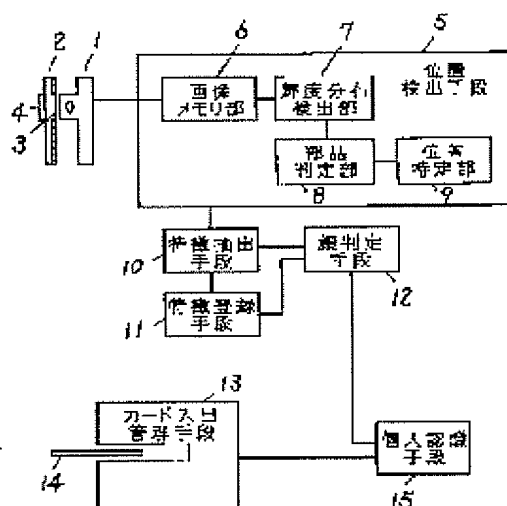 2
1
4
3
6
7
5
画像
メモリ部
輝度分布
検出部
位置
検出手段
部品
判定部
位置
特定部
8
9
特徴抽出
手段
10
顔判定
手段
12
特徴登録
手段
11
13
カード入出
管理手段
14
個人認証
手段
15